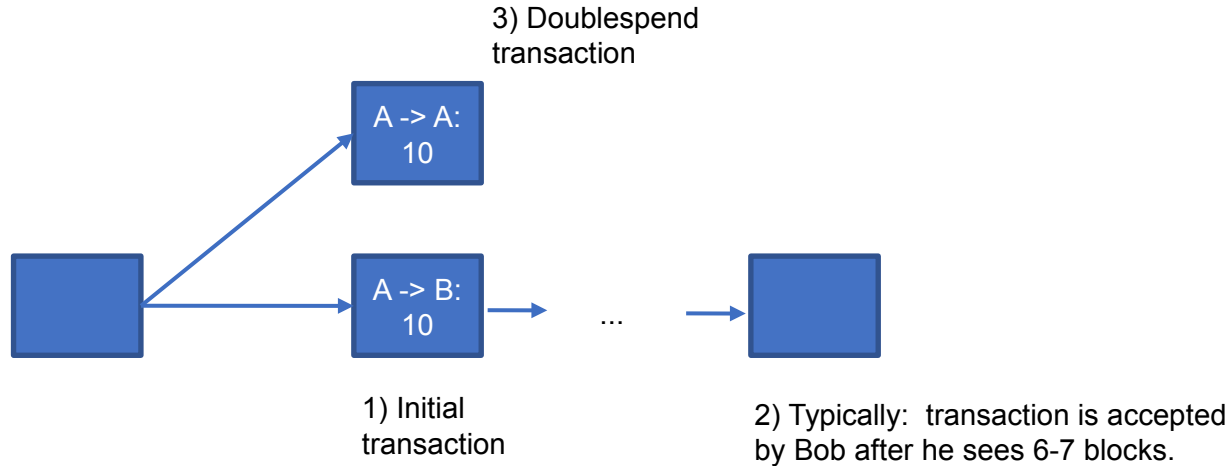 3) Doublespend
transaction
A -> A:
10
A -> B:
10
...
1) Initial
transaction
2) Typically:  transaction is accepted
by Bob after he sees 6-7 blocks.